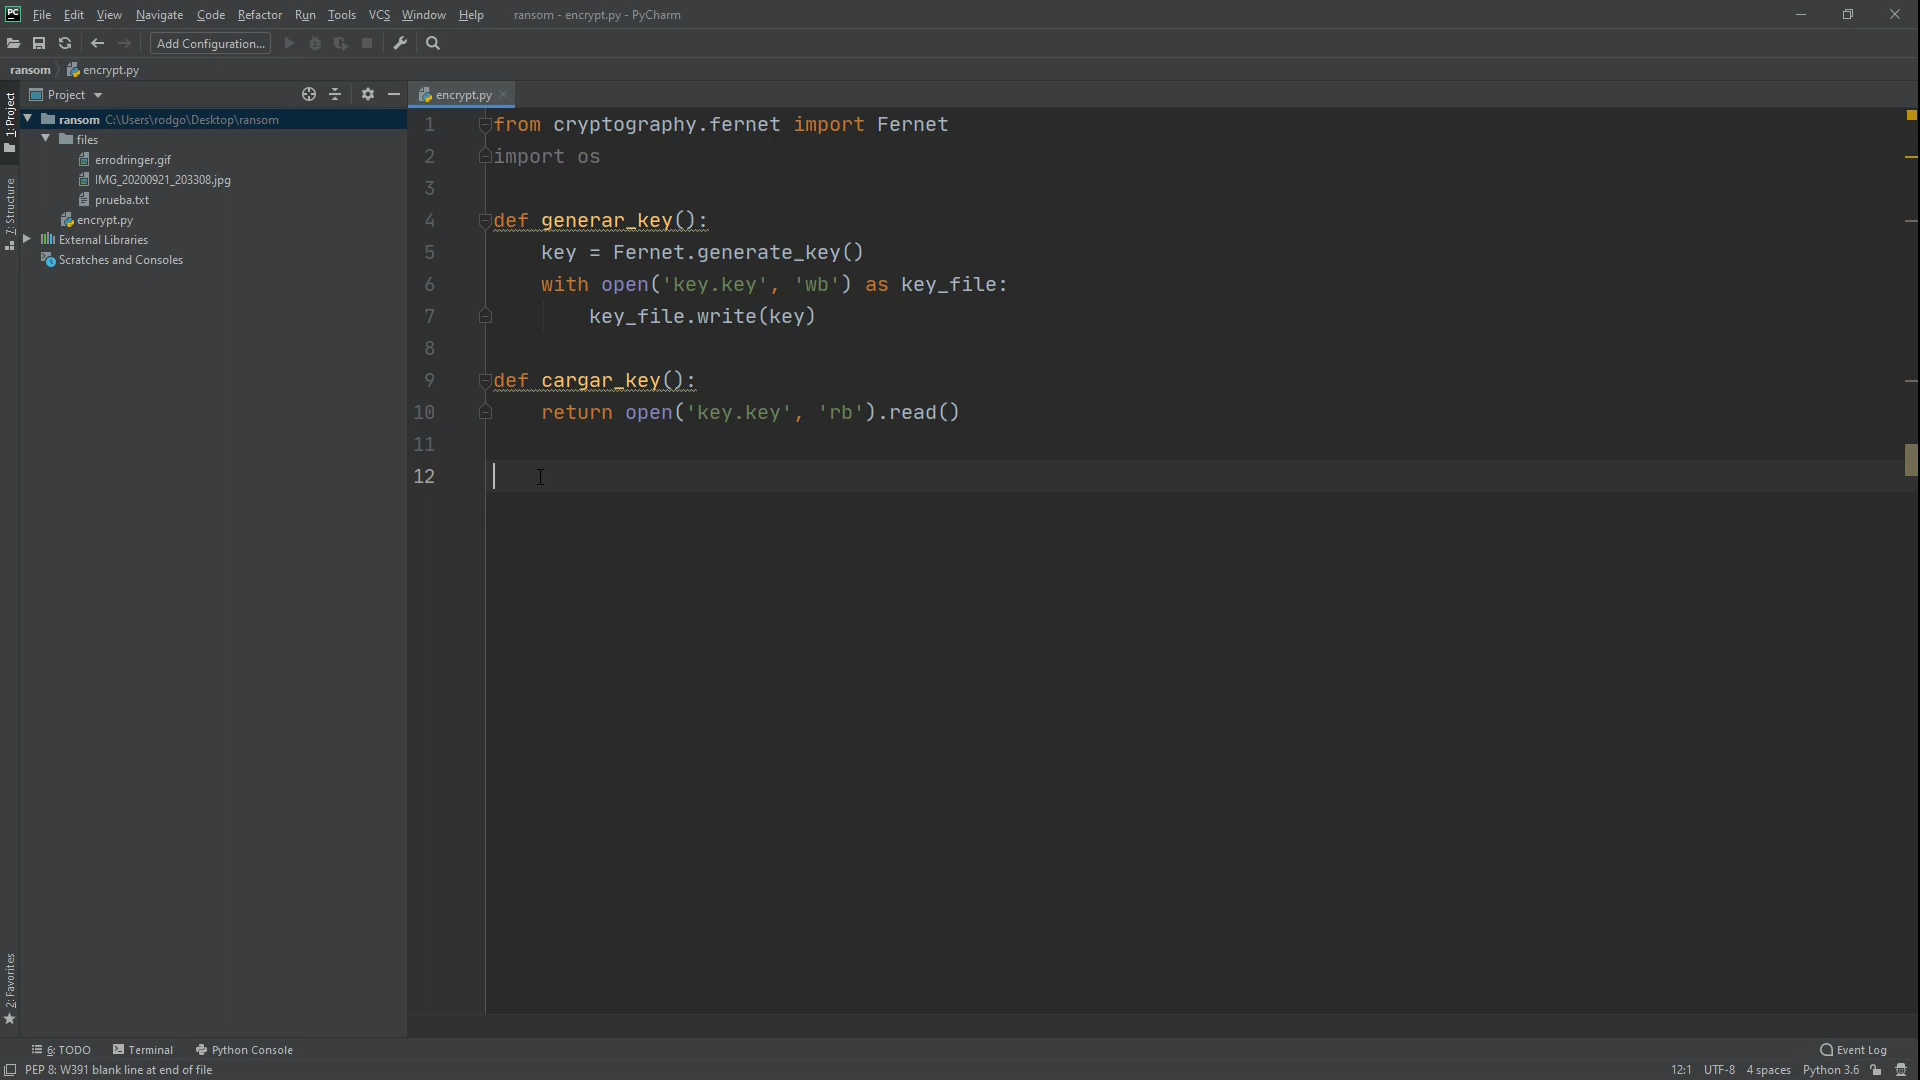 PC File Edit View Navigate Code Refactor Run Tools VCS Window Help ransom - encrypt.py - PyCharm
Add Configuration...
ransom encrypt.py
Project
encrypt.py
1: Project
7: Structure
2: Favorites
ransom C:\Users\rodgo\Desktop\ransom
files
errodringer.gif
IMG_20200921_203308.jpg
prueba.txt
encrypt.py
External Libraries
Scratches and Consoles
1 from cryptography.fernet import Fernet
2 import os
3
4 def generar_key():
5 key = Fernet.generate_key()
6 with open('key.key', 'wb') as key_file:
7 key_file.write(key)
8
9 def cargar_key():
10 return open('key.key', 'rb').read()
11
12
6: TODO Terminal Python Console Event Log
PEP 8: W391 blank line at end of file 12:1 UTF-8 4 spaces Python 3.6